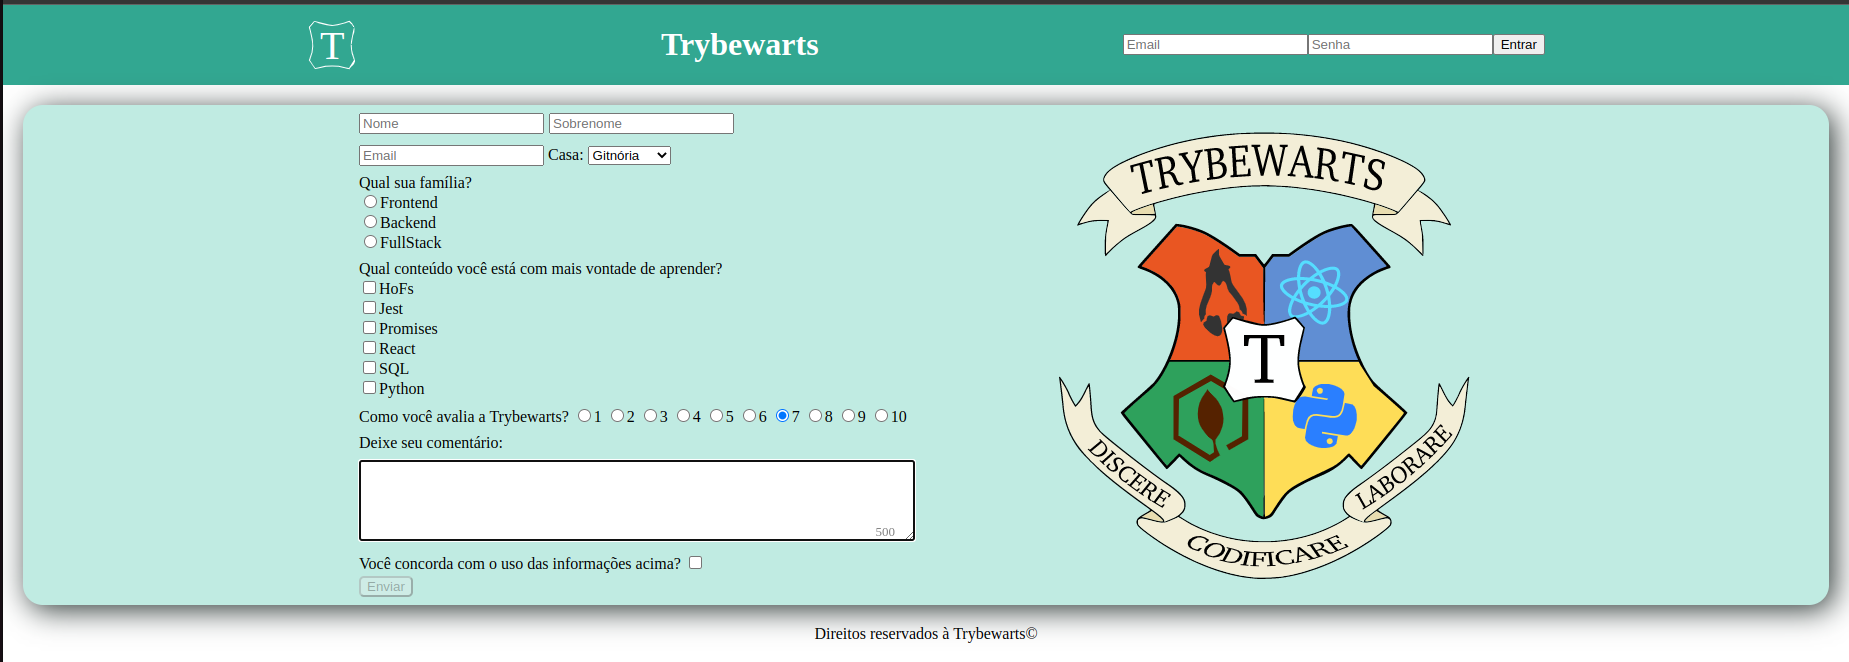 T
Trybewarts
Email Senha Entrar
Nome Sobrenome
Email Casa: Gitnória
Qual sua família?
Frontend
Backend
FullStack
Qual conteúdo você está com mais vontade de aprender?
HoFs
Jest
Promises
React
SQL
Python
Como você avalia a Trybewarts? 1 2 3 4 5 6 7 8 9 10
Deixe seu comentário:
500
Você concorda com o uso das informações acima?
Enviar
TRYBEWARTS
T
DISCERE
LABORARE
CODIFICARE
Direitos reservados à Trybewarts©